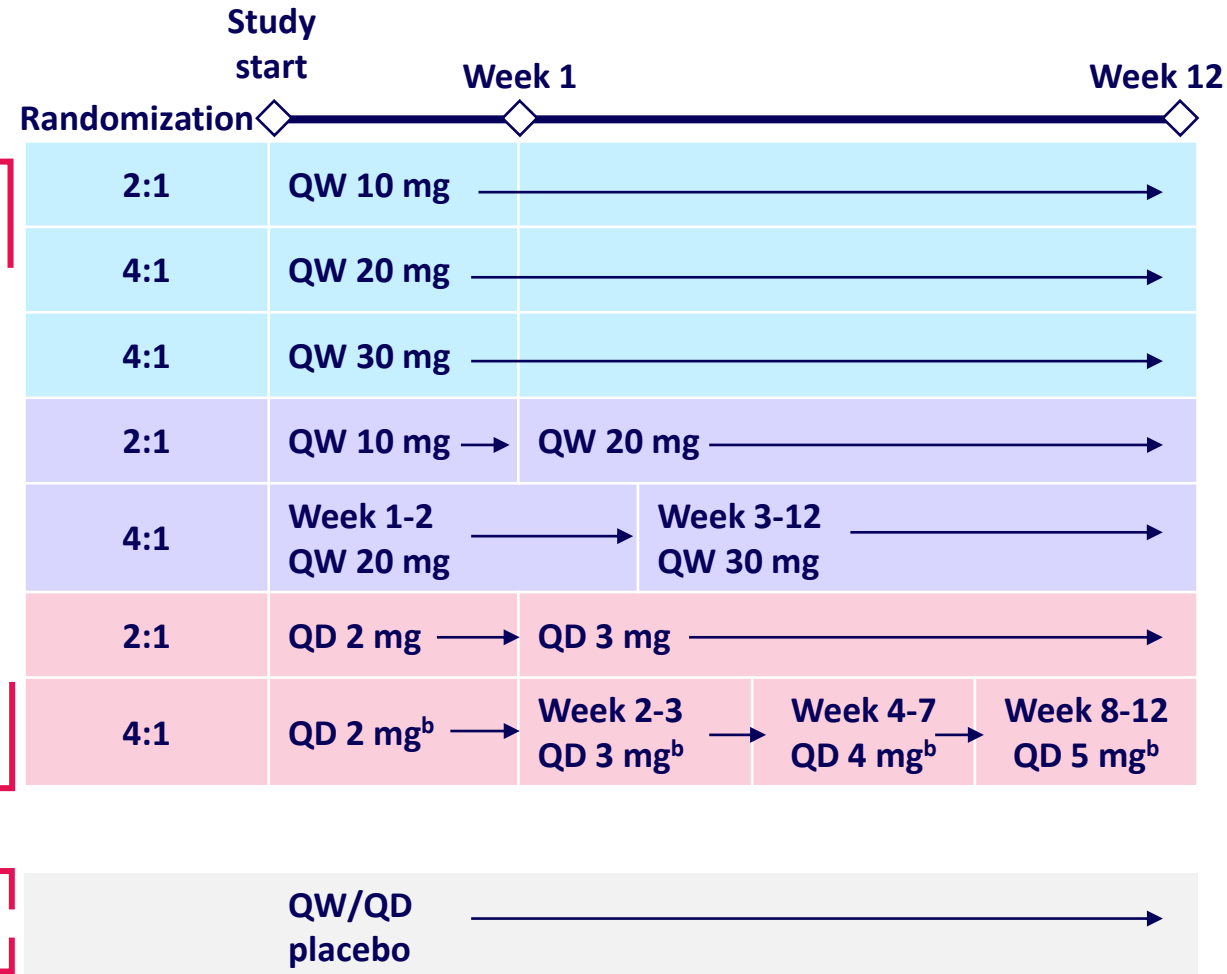 Study
start
Week 1
Week 12
Randomization
2:1 QW 10 mg
4:1 QW 20 mg
4:1 QW 30 mg
2:1 QW 10 mg QW 20 mg
4:1
Week 1-2
QW 20 mg
Week 3-12
QW 30 mg
2:1 QD 2 mg QD 3 mg
4:1 QD 2 mgᵇ
Week 2-3
QD 3 mgᵇ
Week 4-7
QD 4 mgᵇ
Week 8-12
QD 5 mgᵇ
QW/QD
placebo